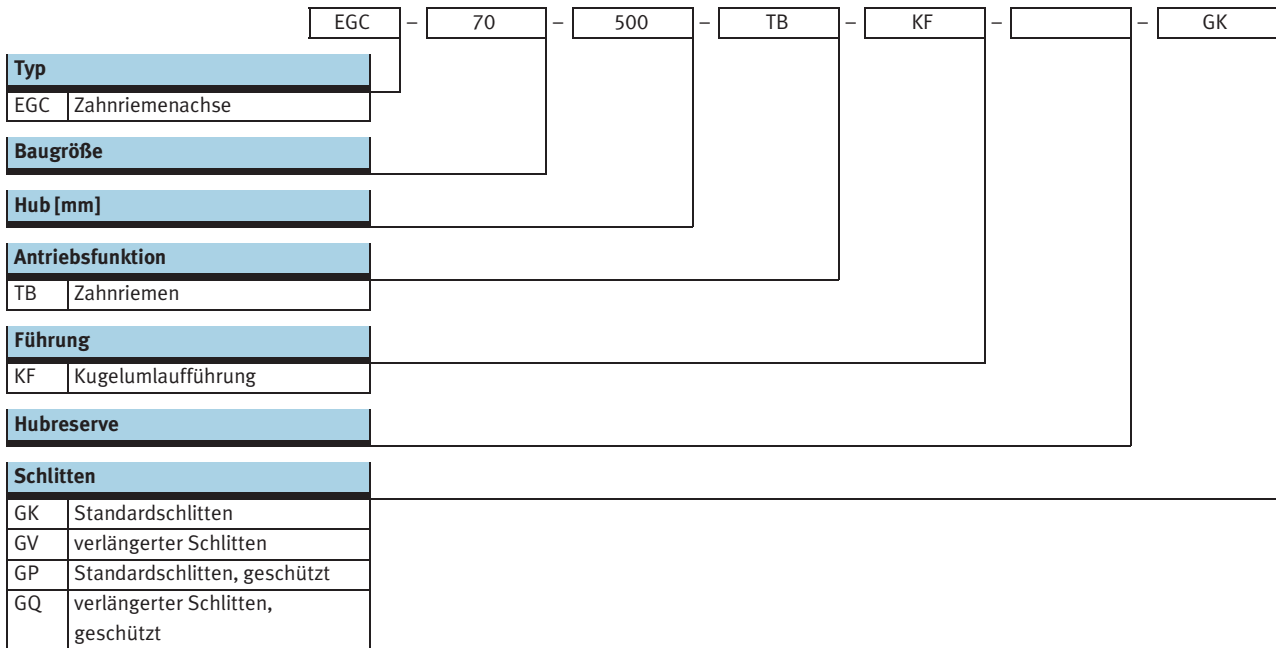 EGC – 70 – 500 – TB – KF – – GK
Typ
EGC Zahnriemenachse
Baugröße
Hub [mm]
Antriebsfunktion
TB Zahnriemen
Führung
KF Kugelumlaufführung
Hubreserve
Schlitten
GK Standardschlitten
GV verlängerter Schlitten
GP Standardschlitten, geschützt
GQ verlängerter Schlitten,
geschützt